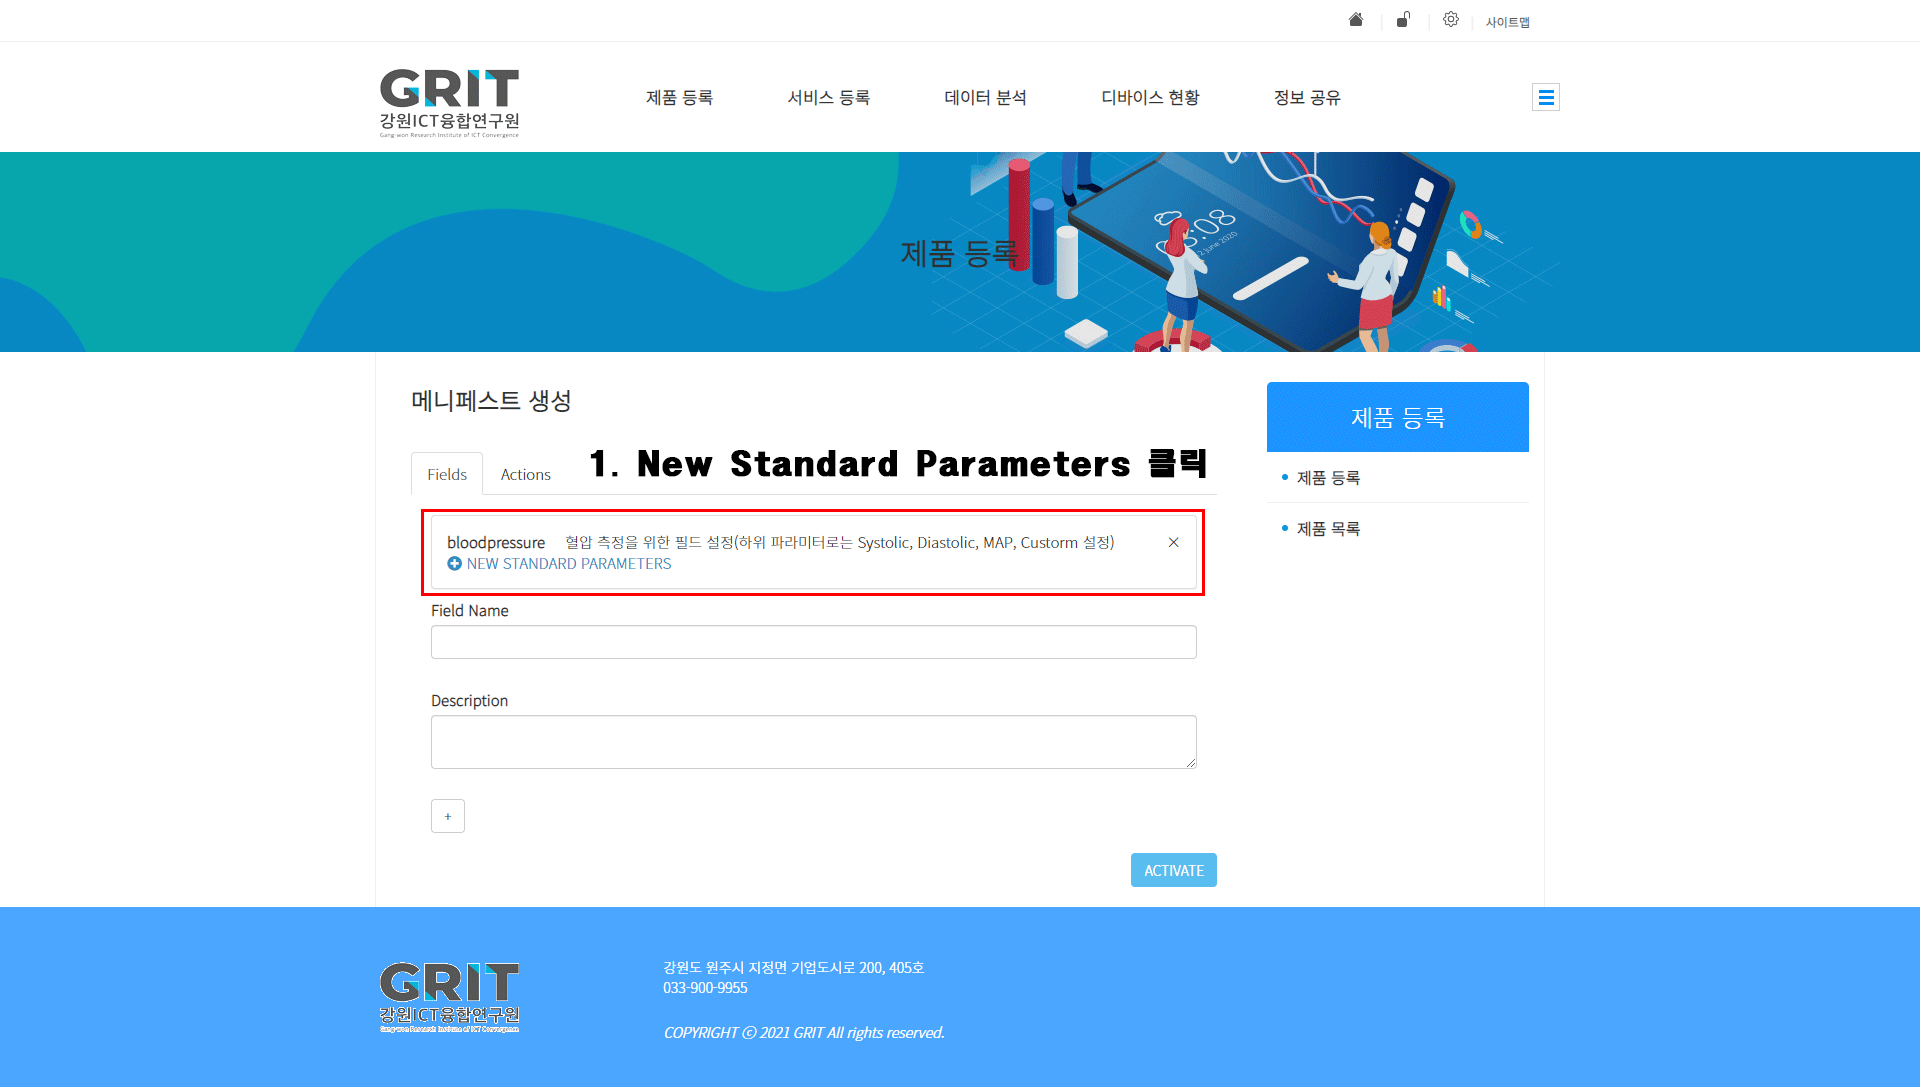 사이트맵
GRIT
강원ICT융합연구원
Gang-won Research Institute of ICT Convergence
제품 등록
서비스 등록
데이터 분석
디바이스 현황
정보 공유
제품 등록
2 June 2020
메니페스트 생성
제품 등록
Fields
Actions
1. New Standard Parameters 클릭
제품 등록
제품 목록
bloodpressure 혈압 측정을 위한 필드 설정(하위 파라미터로는 Systolic, Diastolic, MAP, Custorm 설정)
NEW STANDARD PARAMETERS
Field Name
Description
+
ACTIVATE
GRIT
강원ICT융합연구원
Gang-won Research Institute of ICT Convergence
강원도 원주시 지정면 기업도시로 200, 405호
033-900-9955
COPYRIGHT ⓒ 2021 GRIT All rights reserved.